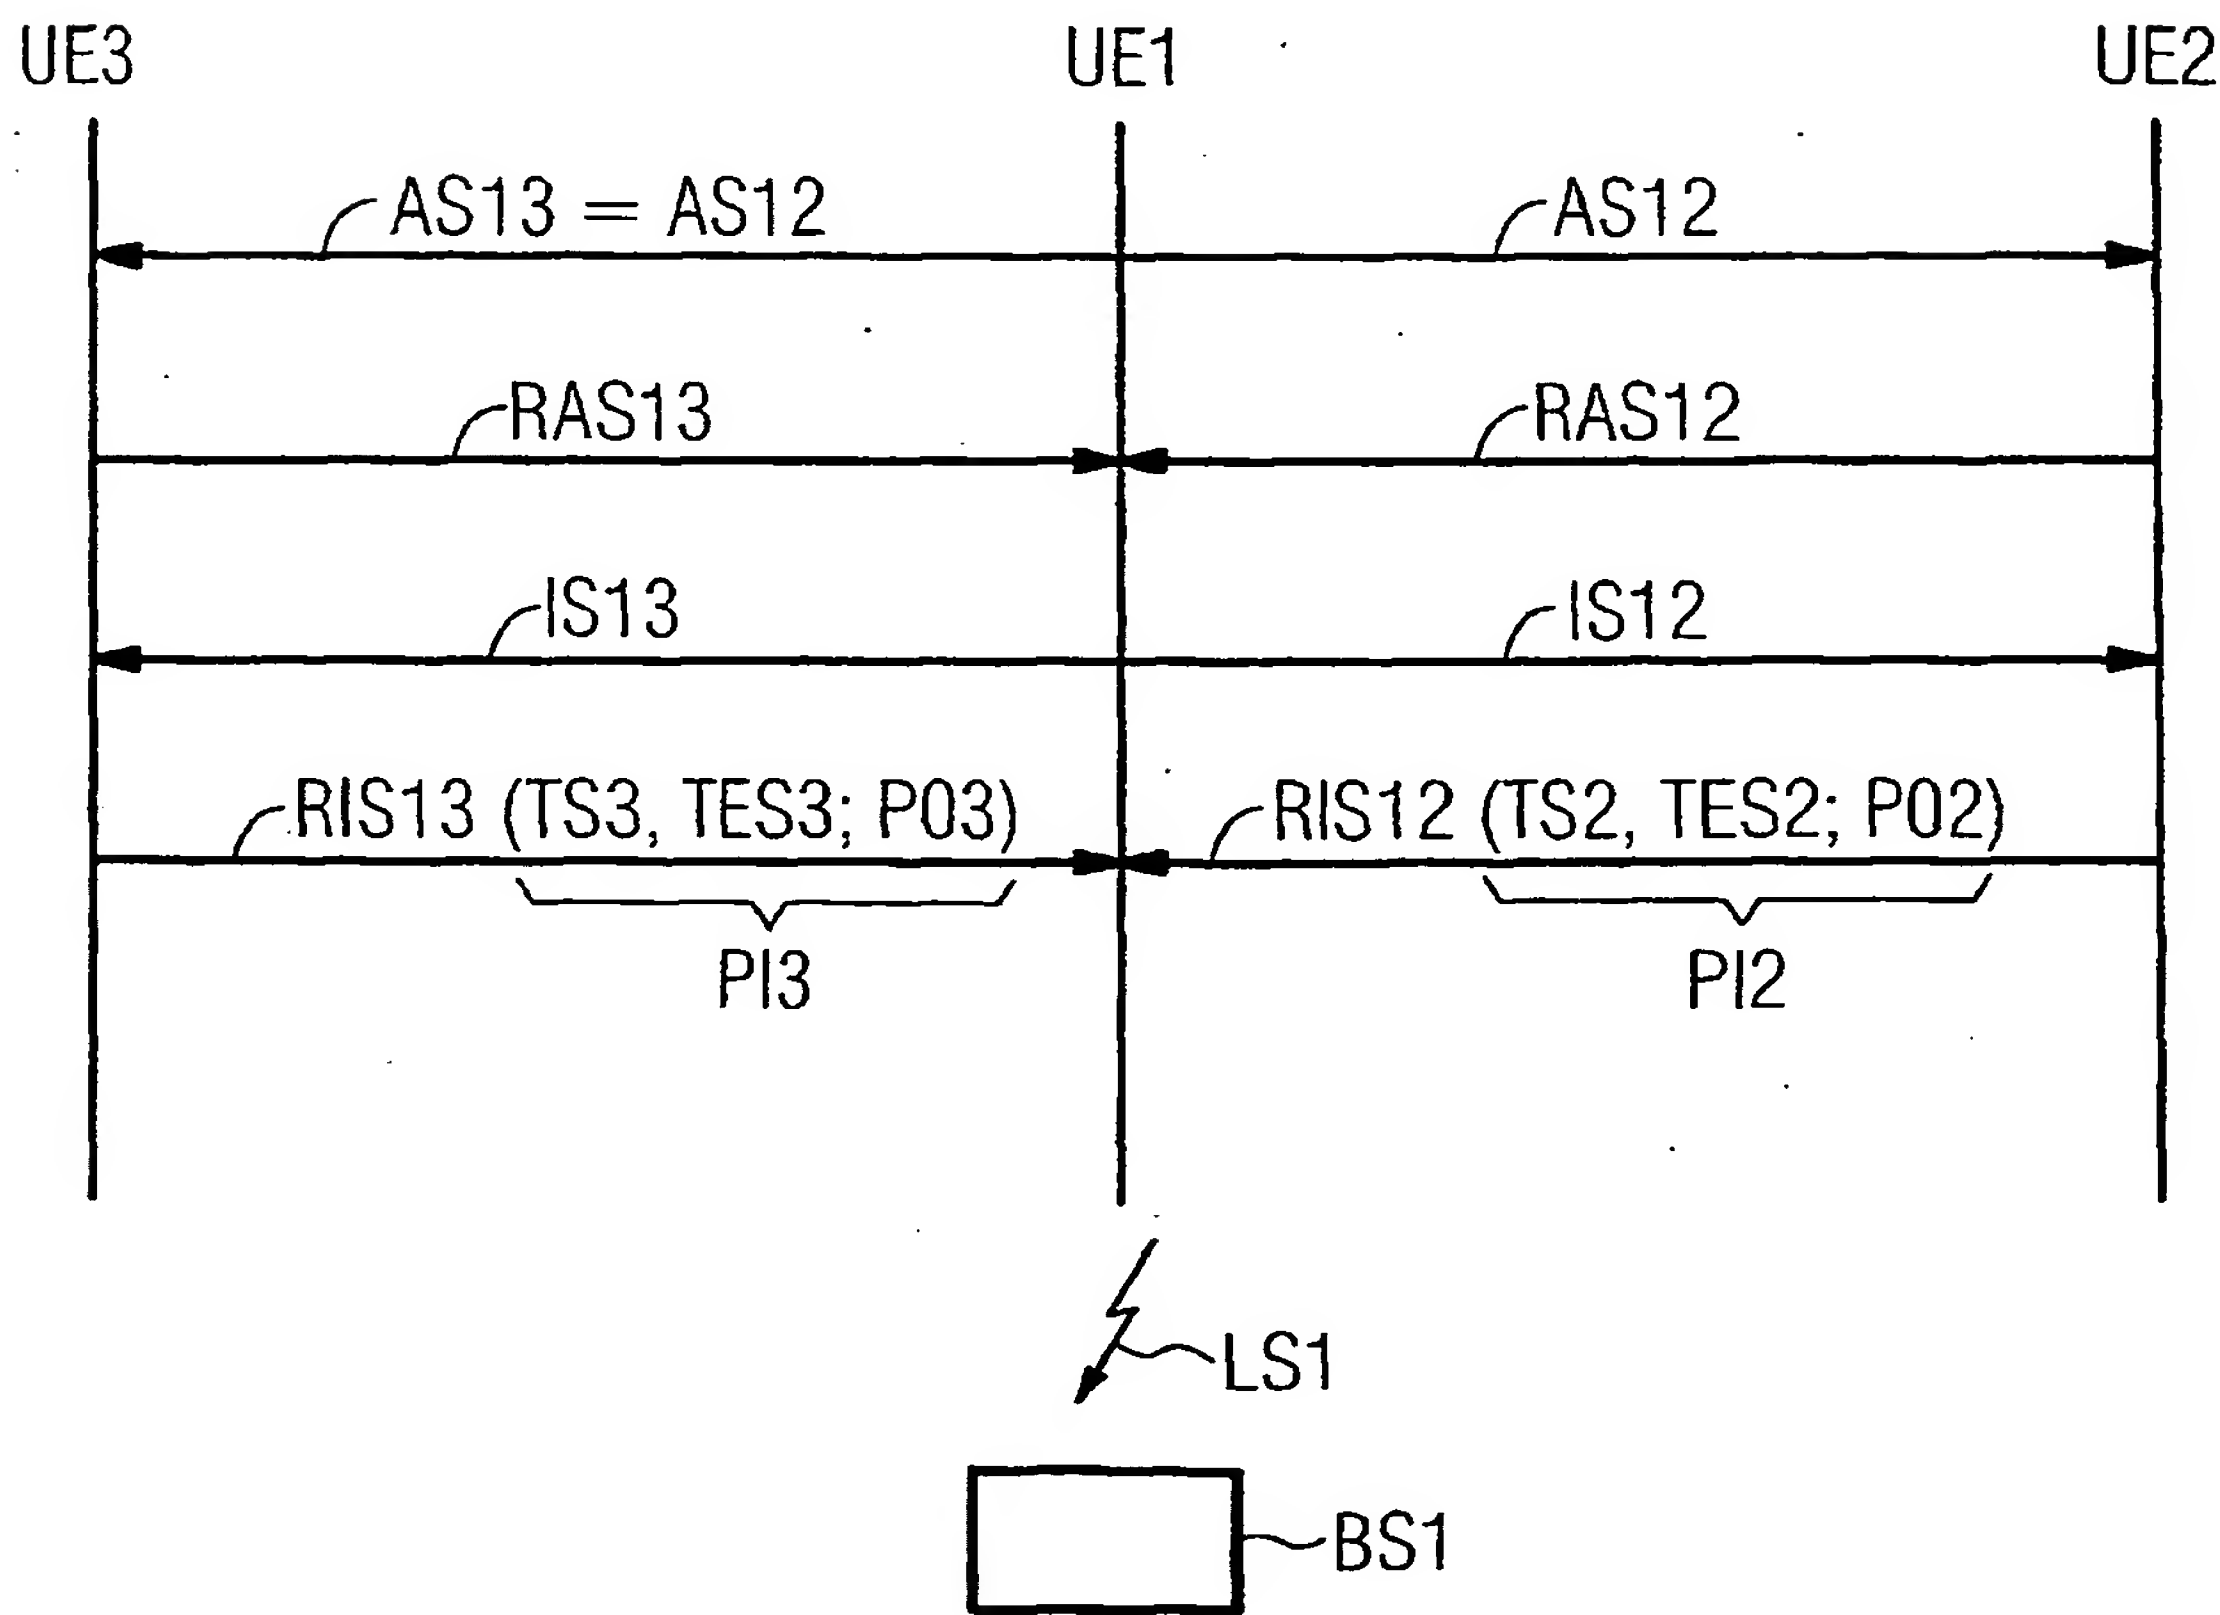 UE3 UE1 UE2
AS13 = AS12 AS12
RAS13 RAS12
IS13 IS12
RIS13 (TS3, TES3; P03) RIS12 (TS2, TES2; P02)
PI3 PI2
LS1
BS1